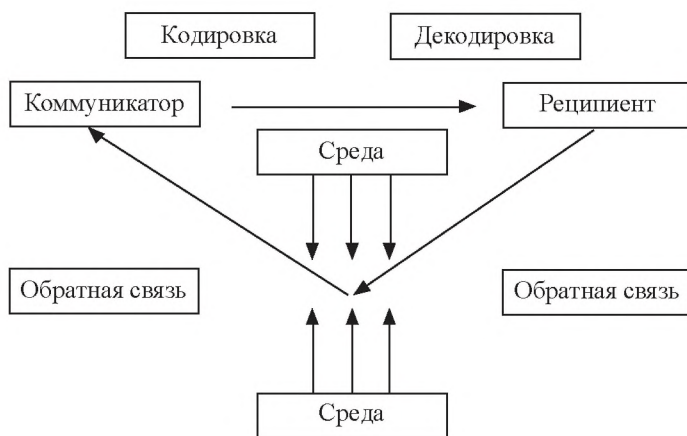 Кодировка
Декодировка
Коммуникатор
Реципиент
Среда
Обратная связь
Обратная связь
Среда